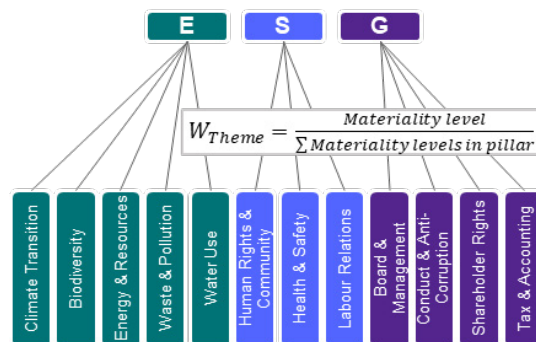 E
S
G
W_Theme = Materiality level / ∑ Materiality levels in pillar
Climate Transition
Biodiversity
Energy & Resources
Waste & Pollution
Water Use
Human Rights &
Community
Health & Safety
Labour Relations
Board &
Management
Conduct & Anti-
Corruption
Shareholder Rights
Tax & Accounting